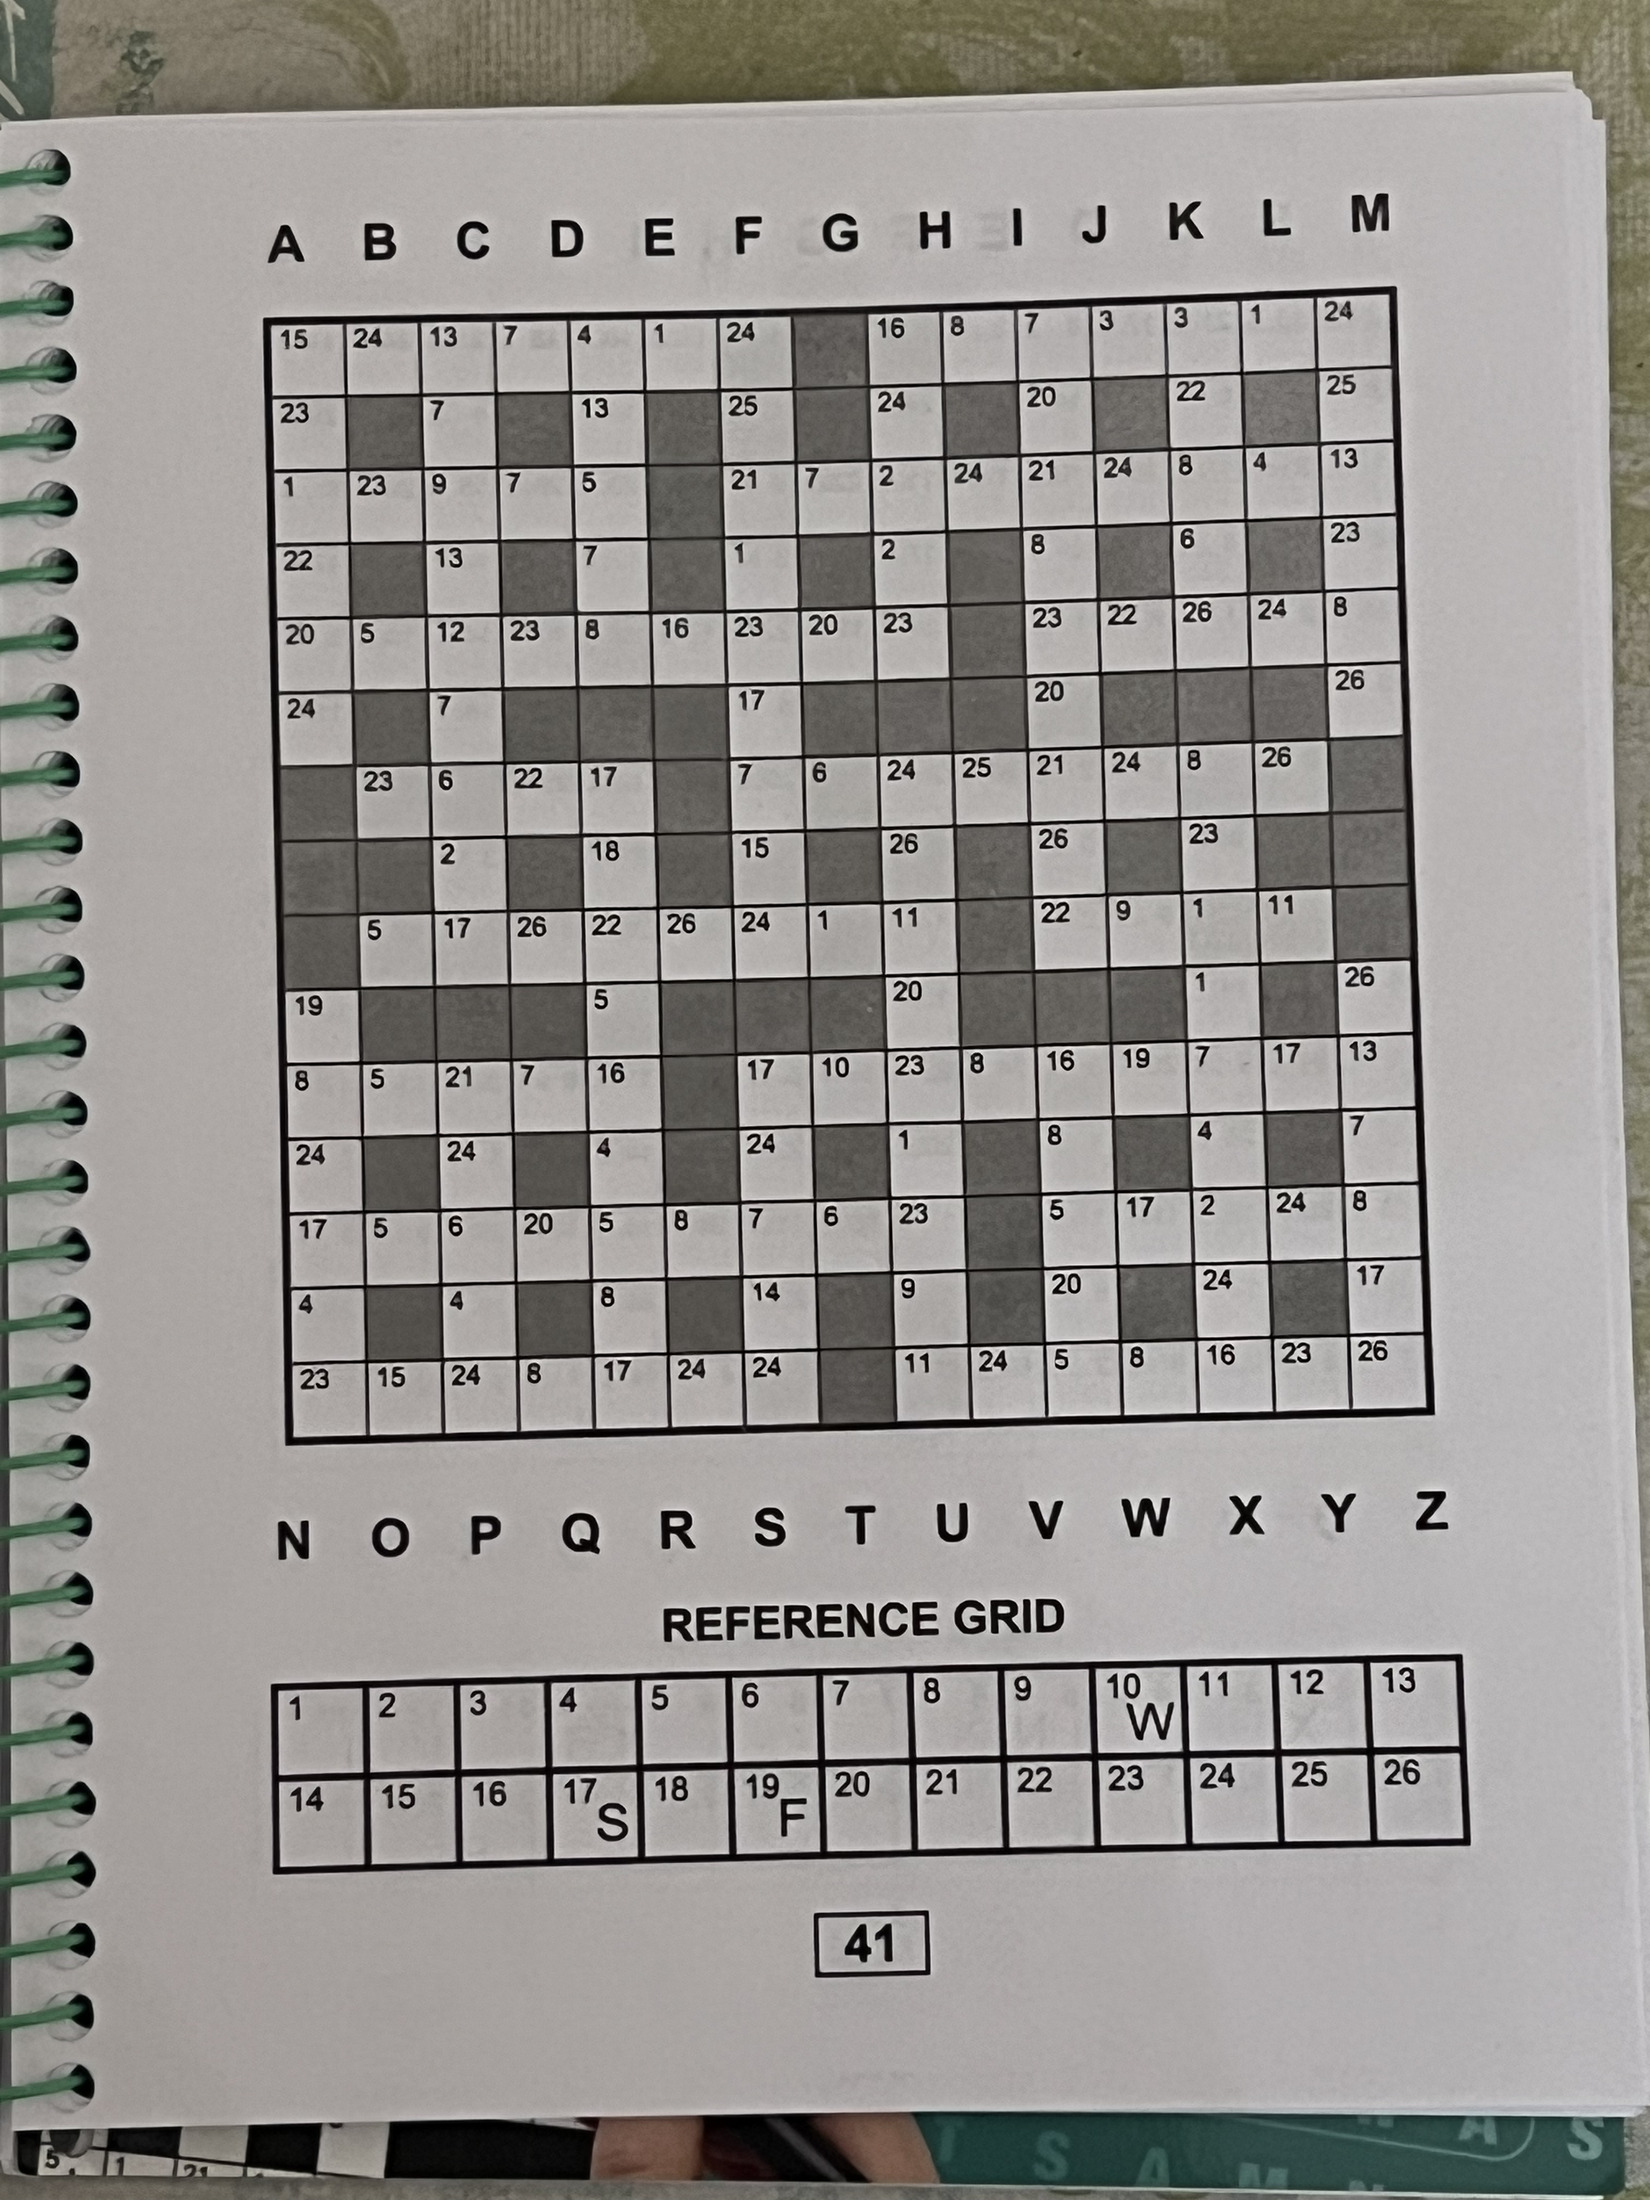 A B C D E F G H I J K L M
15 24 13 7 4 1 24 16 8 7 3 3 1 24
23 7 13 25 24 20 22 25
1 23 9 7 5 21 7 2 24 21 24 8 4 13
22 13 7 1 2 8 6 23
20 5 12 23 8 16 23 20 23 23 22 26 24 8
24 7 17 20 26
23 6 22 17 7 6 24 25 21 24 8 26
2 18 15 26 26 23
5 17 26 22 26 24 1 11 22 9 1 11
19 5 20 1 26
8 5 21 7 16 17 10 23 8 16 19 7 17 13
24 24 4 24 1 8 4 7
17 5 6 20 5 8 7 6 23 5 17 2 24 8
4 4 8 14 9 20 24 17
23 15 24 8 17 24 24 11 24 5 8 16 23 26
N O P Q R S T U V W X Y Z
REFERENCE GRID
1 2 3 4 5 6 7 8 9 10 W 11 12 13
14 15 16 17 S 18 19 F 20 21 22 23 24 25 26
41